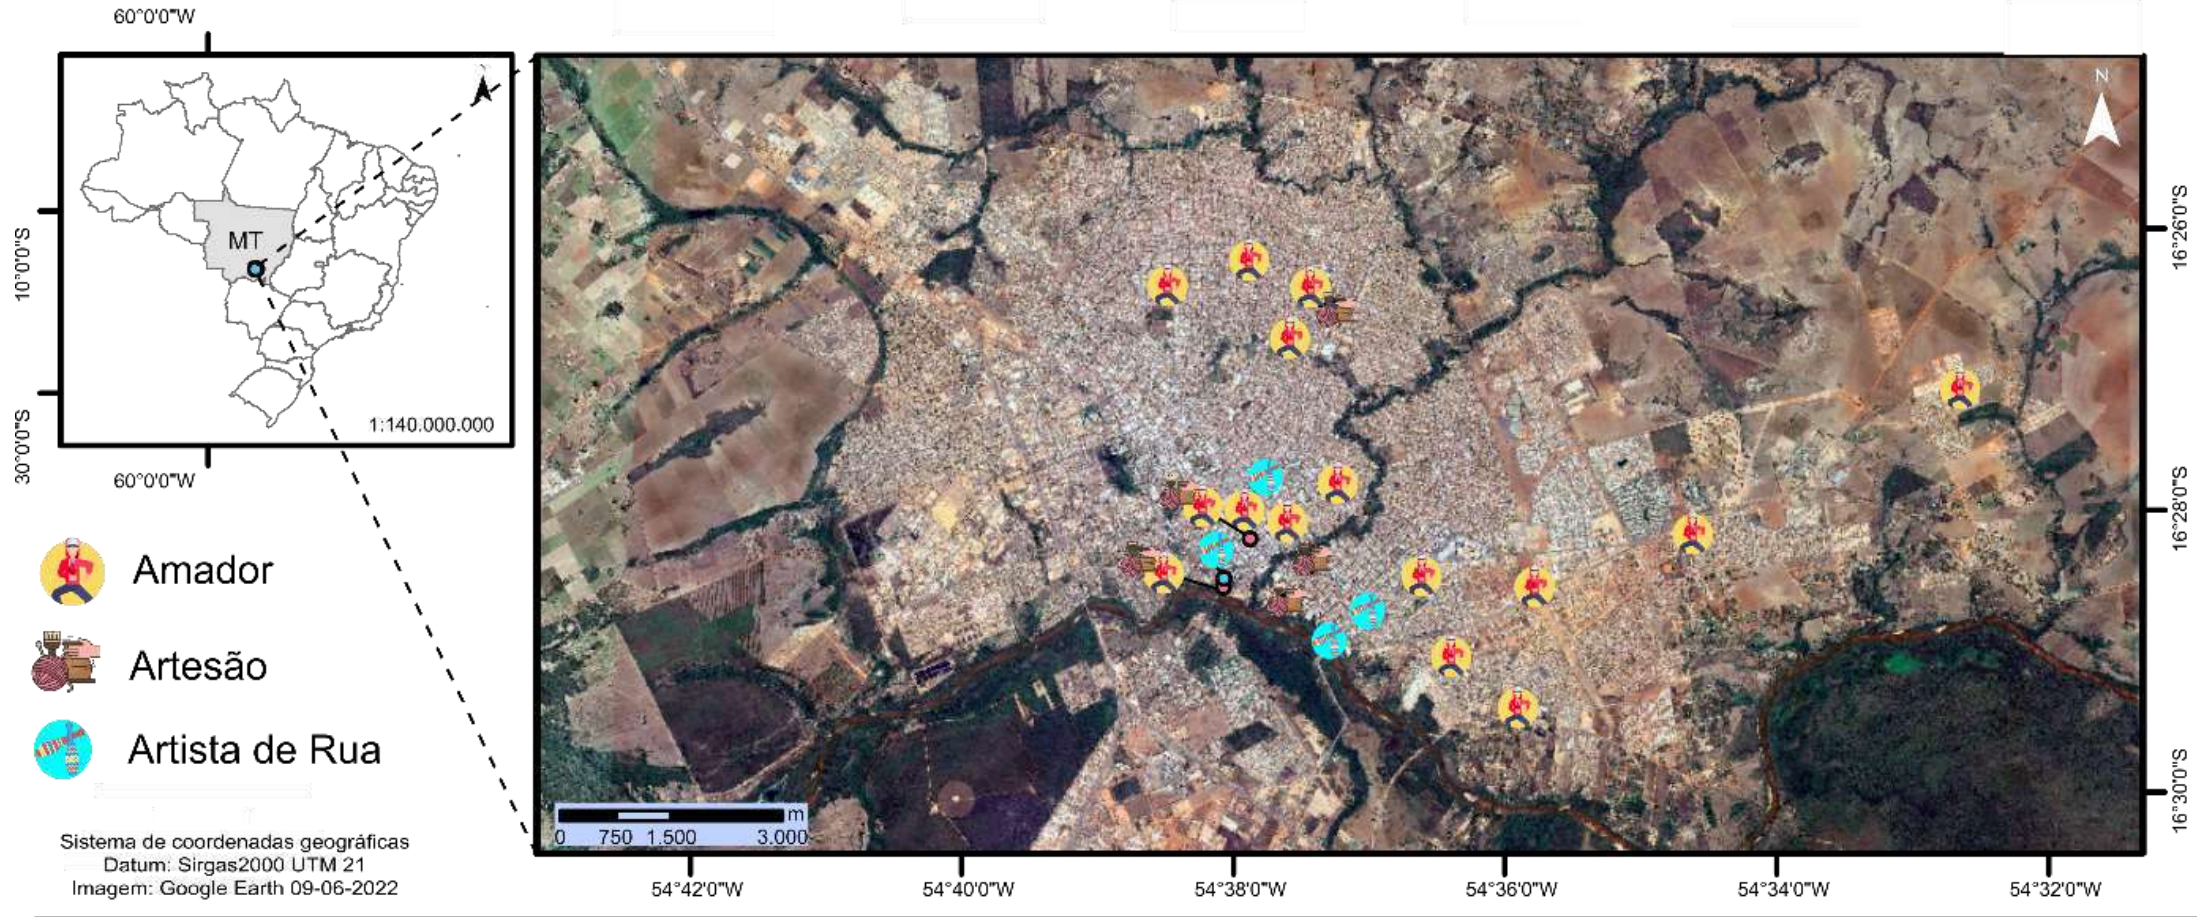 60°0'0"W
N
MT
10°0'0"S
30°0'0"S
1:140.000.000
60°0'0"W
16°26'0"S
16°28'0"S
16°30'0"S
Amador
Artesão
Artista de Rua
m
0 750 1.500 3.000
Sistema de coordenadas geográficas
Datum: Sirgas2000 UTM 21
Imagem: Google Earth 09-06-2022
54°42'0"W 54°40'0"W 54°38'0"W 54°36'0"W 54°34'0"W 54°32'0"W